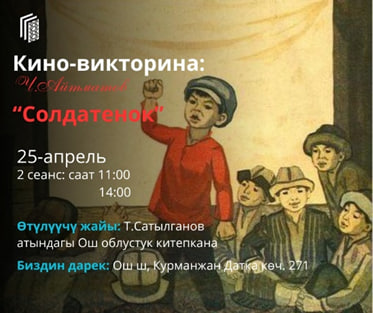 Кино-викторина:
Ч.Айтматов
“Солдатенок”
25-апрель
2 сеанс: саат 11:00
14:00
Өтүлүүчү жайы: Т.Сатылганов
атындагы Ош облустук китепкана
Биздин дарек: Ош ш, Курманжан Датка көч. 271